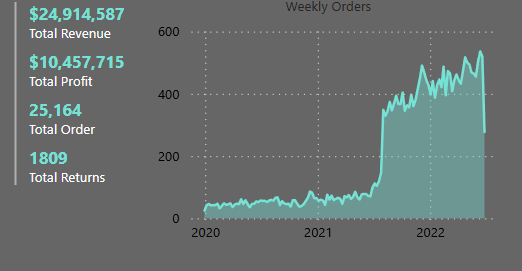 $24,914,587
Total Revenue
$10,457,715
Total Profit
25,164
Total Order
1809
Total Returns
Weekly Orders
600
400
200
0
2020
2021
2022